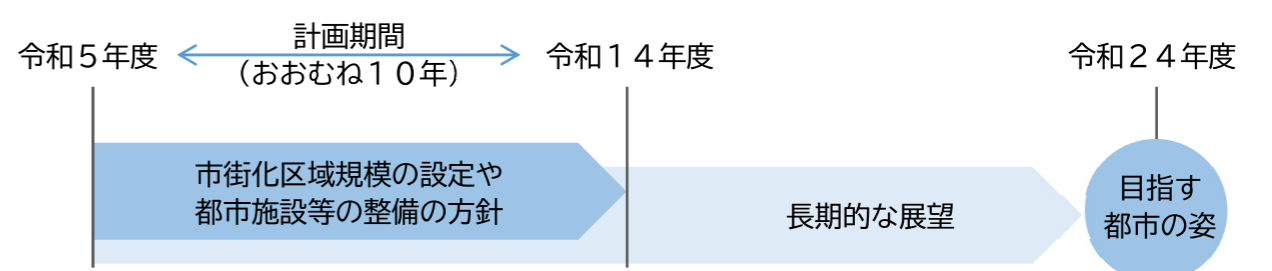 令和５年度
計画期間
（おおむね１０年）
令和１４年度
令和２４年度
市街化区域規模の設定や
都市施設等の整備の方針
長期的な展望
目指す
都市の姿